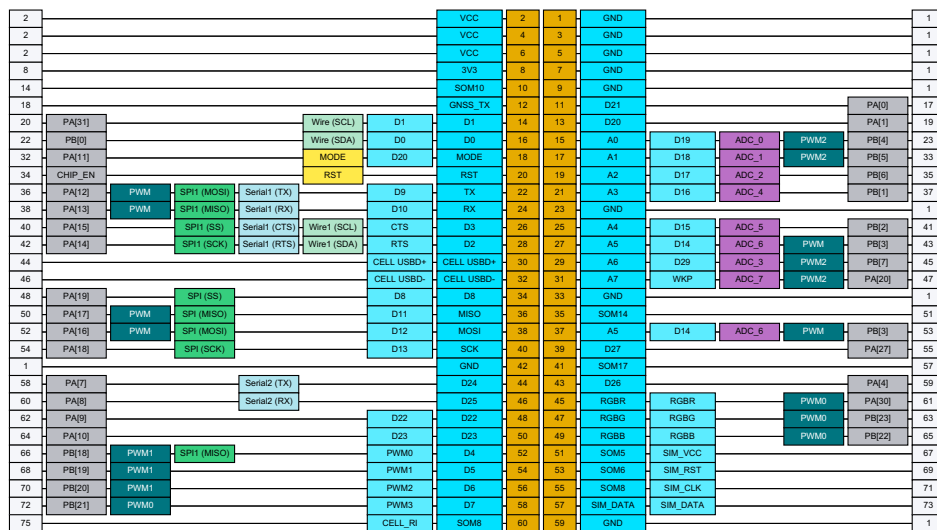 2 VCC 2 1 GND 1
2 VCC 4 3 GND 1
2 VCC 6 5 GND 1
8 3V3 8 7 GND 1
14 SOM10 10 9 GND 1
18 GNSS_TX 12 11 D21 PA[0] 17
20 PA[31] Wire (SCL) D1 D1 14 13 D20 PA[1] 19
22 PB[0] Wire (SDA) D0 D0 16 15 A0 D19 ADC_0 PWM2 PB[4] 23
32 PA[11] MODE D20 MODE 18 17 A1 D18 ADC_1 PWM2 PB[5] 33
34 CHIP_EN RST RST 20 19 A2 D17 ADC_2 PB[6] 35
36 PA[12] PWM SPI1 (MOSI) Serial1 (TX) D9 TX 22 21 A3 D16 ADC_4 PB[1] 37
38 PA[13] PWM SPI1 (MISO) Serial1 (RX) D10 RX 24 23 GND 1
40 PA[15] SPI1 (SS) Serial1 (CTS) Wire1 (SCL) CTS D3 26 25 A4 D15 ADC_5 PB[2] 41
42 PA[14] SPI1 (SCK) Serial1 (RTS) Wire1 (SDA) RTS D2 28 27 A5 D14 ADC_6 PWM PB[3] 43
44 CELL USBD+ CELL USBD+ 30 29 A6 D29 ADC_3 PWM2 PB[7] 45
46 CELL USBD- CELL USBD- 32 31 A7 WKP ADC_7 PWM2 PA[20] 47
48 PA[19] SPI (SS) D8 D8 34 33 GND 1
50 PA[17] PWM SPI (MISO) D11 MISO 36 35 SOM14 51
52 PA[16] PWM SPI (MOSI) D12 MOSI 38 37 A5 D14 ADC_6 PWM PB[3] 53
54 PA[18] SPI (SCK) D13 SCK 40 39 D27 PA[27] 55
1 GND 42 41 SOM17 57
58 PA[7] Serial2 (TX) D24 44 43 D26 PA[4] 59
60 PA[8] Serial2 (RX) D25 46 45 RGBR RGBR PWM0 PA[30] 61
62 PA[9] D22 D22 48 47 RGBG RGBG PWM0 PB[23] 63
64 PA[10] D23 D23 50 49 RGBB RGBB PWM0 PB[22] 65
66 PB[18] PWM1 SPI1 (MISO) PWM0 D4 52 51 SOM5 SIM_VCC 67
68 PB[19] PWM1 PWM1 D5 54 53 SOM6 SIM_RST 69
70 PB[20] PWM1 PWM2 D6 56 55 SOM8 SIM_CLK 71
72 PB[21] PWM0 PWM3 D7 58 57 SIM_DATA SIM_DATA 73
75 CELL_RI SOM8 60 59 GND 1